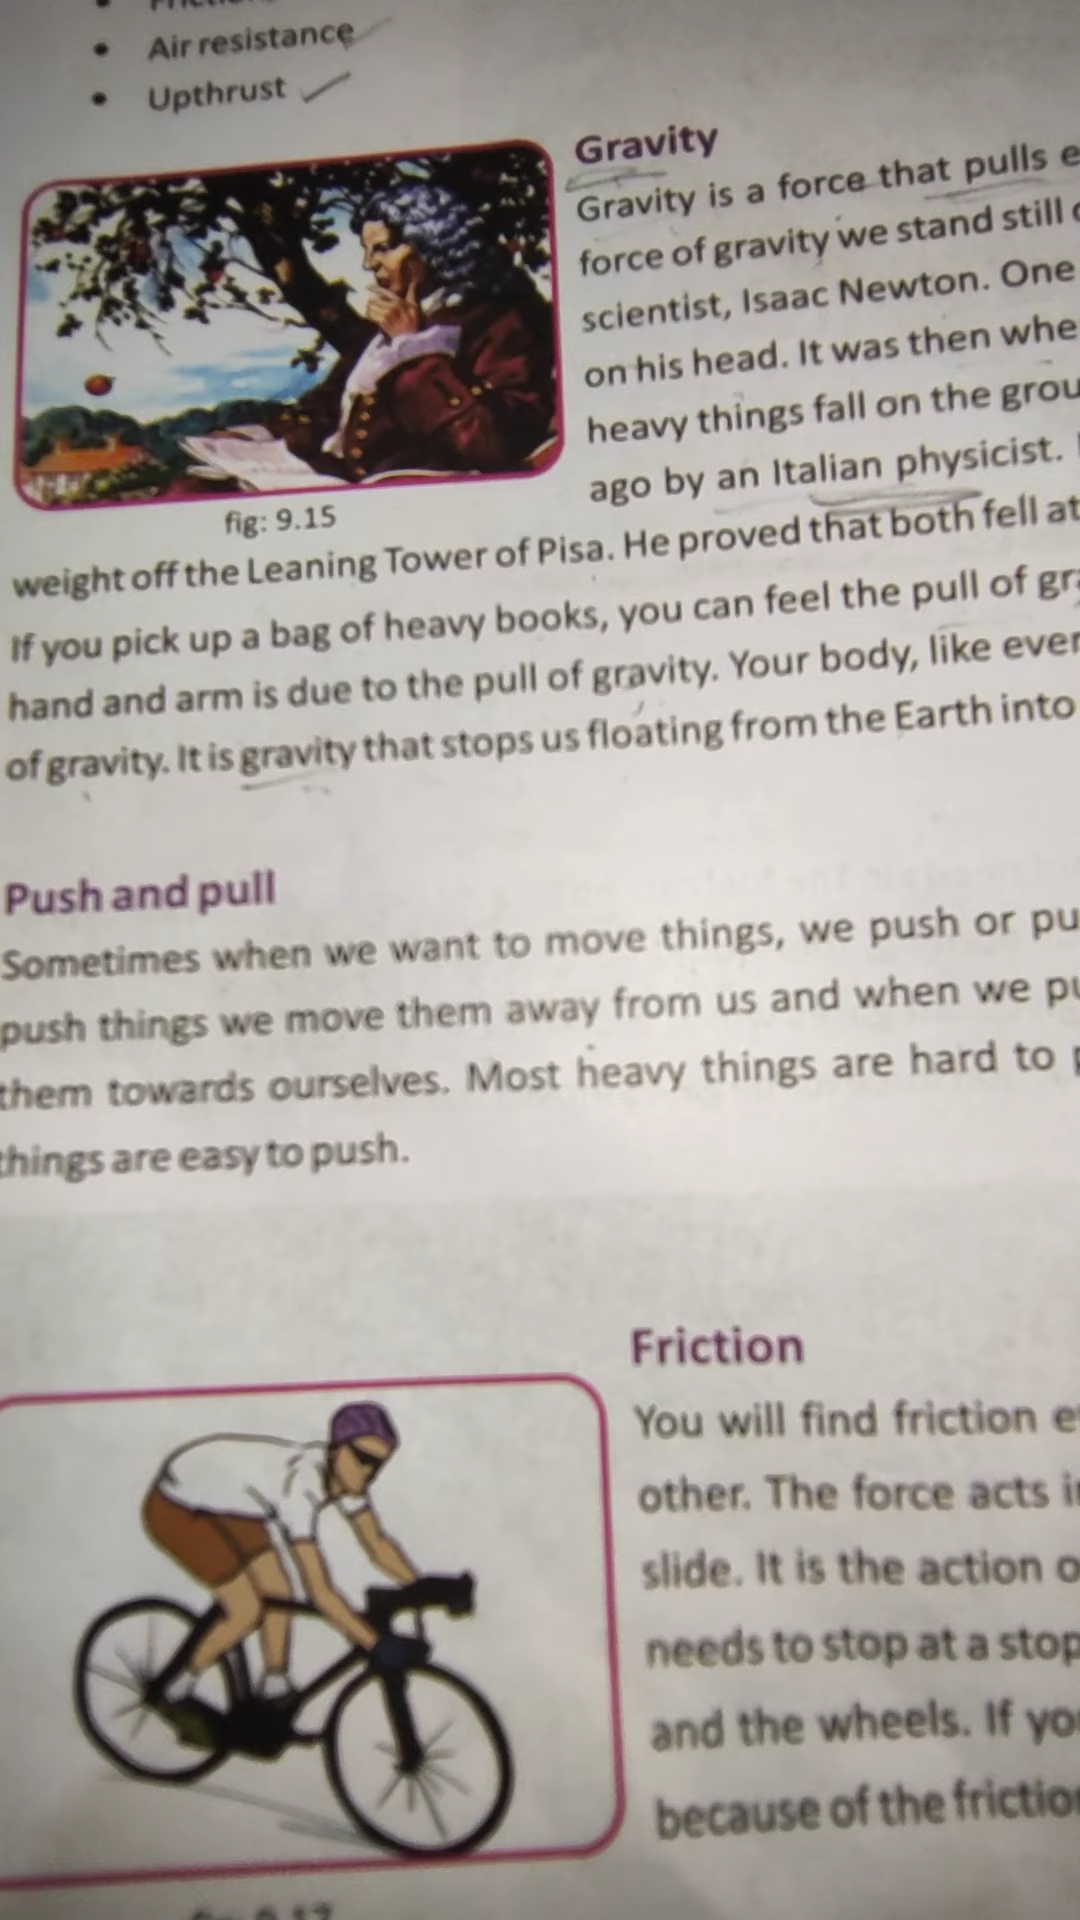 Air resistance
Upthrust
Gravity
Gravity is a force that pulls
force of gravity we stand still
scientist, Isaac Newton. One
on his head. It was then
heavy things fall on the
ago by an Italian physicist.
fig: 9.15
weight off the Leaning Tower of Pisa. He proved that both fell at
If you pick up a bag of heavy books, you can feel the pull of
hand and arm is due to the pull of gravity. Your body, like
of gravity. It is gravity that stops us floating from the Earth into
Push and pull
Sometimes when we want to move things, we push or
push things we move them away from us and when we
them towards ourselves. Most heavy things are hard to
things are easy to push.
Friction
You will find friction
other. The force acts
slide. It is the action
needs to stop at a stop
and the wheels. If
because of the